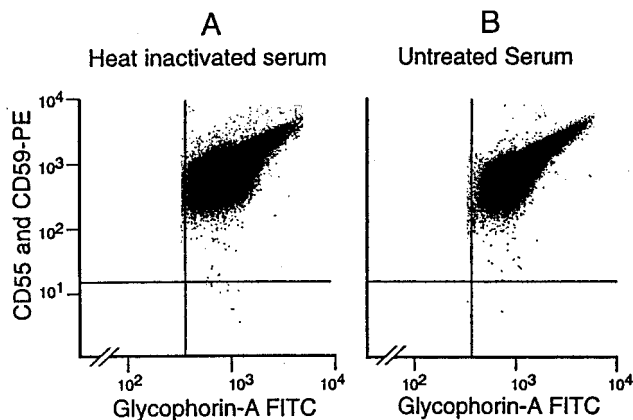 A
B
Heat inactivated serum
Untreated Serum
CD55 and CD59-PE
10⁴
10³
10²
10¹
10² 10³ 10⁴
10² 10³ 10⁴
Glycophorin-A FITC
Glycophorin-A FITC